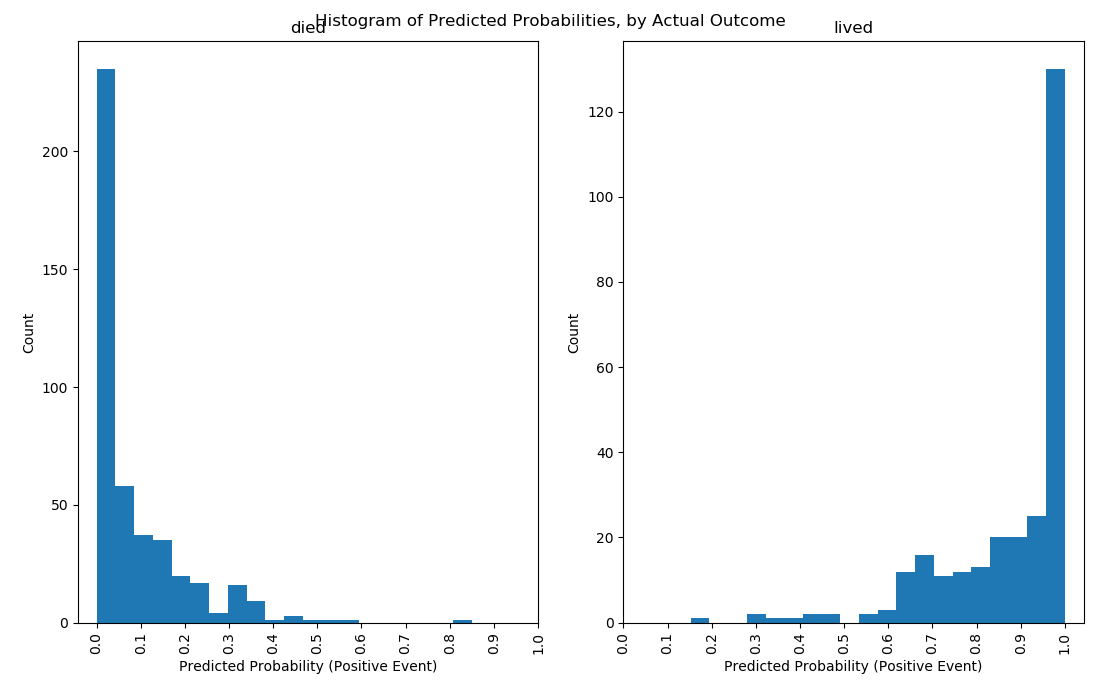 Histogram of Predicted Probabilities, by Actual Outcome
died
200
150
100
50
0
Count
0.0 0.1 0.2 0.3 0.4 0.5 0.6 0.7 0.8 0.9 1.0
Predicted Probability (Positive Event)
lived
120
100
80
60
40
20
0
Count
0.0 0.1 0.2 0.3 0.4 0.5 0.6 0.7 0.8 0.9 1.0
Predicted Probability (Positive Event)